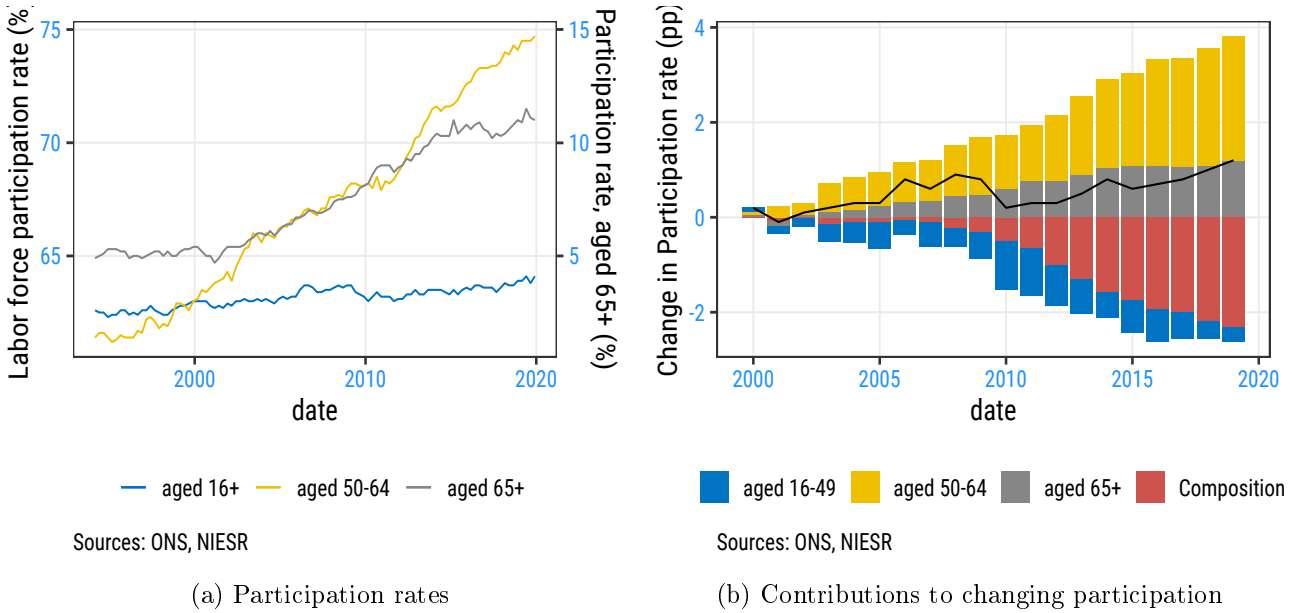 Labor force participation rate (%
75
70
65
Participation rate, aged 65+ (%)
15
10
5
2000
2010
2020
date
aged 16+
aged 50-64
aged 65+
Sources: ONS, NIESR
(a) Participation rates
Change in Participation rate (pp)
4
2
0
-2
2000
2005
2010
2015
2020
date
aged 16-49
aged 50-64
aged 65+
Composition
Sources: ONS, NIESR
(b) Contributions to changing participation